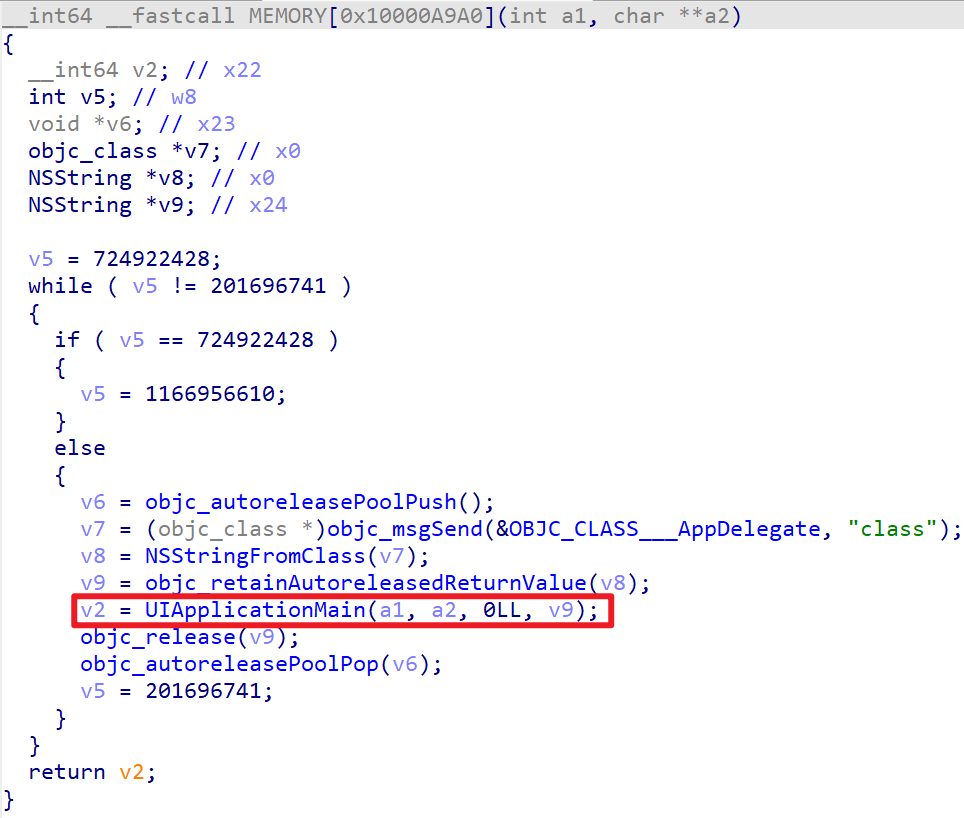 __int64 __fastcall MEMORY[0x10000A9A0](int a1, char **a2)
{
  __int64 v2; // x22
  int v5; // w8
  void *v6; // x23
  objc_class *v7; // x0
  NSString *v8; // x0
  NSString *v9; // x24

  v5 = 724922428;
  while ( v5 != 201696741 )
  {
    if ( v5 == 724922428 )
    {
      v5 = 1166956610;
    }
    else
    {
      v6 = objc_autoreleasePoolPush();
      v7 = (objc_class *)objc_msgSend(&OBJC_CLASS___AppDelegate, "class");
      v8 = NSStringFromClass(v7);
      v9 = objc_retainAutoreleasedReturnValue(v8);
      v2 = UIApplicationMain(a1, a2, 0LL, v9);
      objc_release(v9);
      objc_autoreleasePoolPop(v6);
      v5 = 201696741;
    }
  }
  return v2;
}